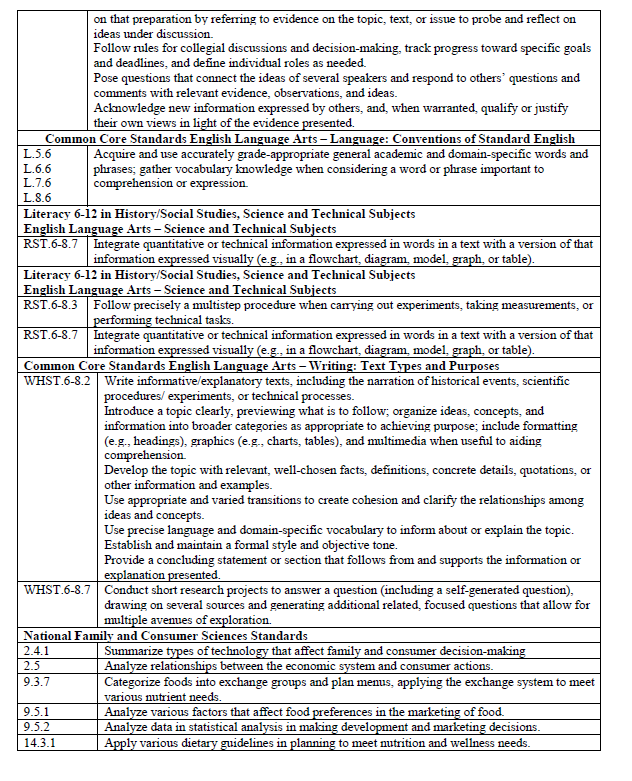 on that preparation by referring to evidence on the topic, text, or issue to probe and reflect on
ideas under discussion.
Follow rules for collegial discussions and decision-making, track progress toward specific goals
and deadlines, and define individual roles as needed.
Pose questions that connect the ideas of several speakers and respond to others' questions and
comments with relevant evidence, observations, and ideas.
Acknowledge new information expressed by others, and, when warranted, qualify or justify
their own views in light of the evidence presented.
Common Core Standards English Language Arts – Language: Conventions of Standard English
L.5.6
L.6.6
L.7.6
L.8.6
Acquire and use accurately grade-appropriate general academic and domain-specific words and
phrases; gather vocabulary knowledge when considering a word or phrase important to
comprehension or expression.
Literacy 6-12 in History/Social Studies, Science and Technical Subjects
English Language Arts – Science and Technical Subjects
RST.6-8.7 Integrate quantitative or technical information expressed in words in a text with a version of that
information expressed visually (e.g., in a flowchart, diagram, model, graph, or table).
Literacy 6-12 in History/Social Studies, Science and Technical Subjects
English Language Arts – Science and Technical Subjects
RST.6-8.3 Follow precisely a multistep procedure when carrying out experiments, taking measurements, or
performing technical tasks.
RST.6-8.7 Integrate quantitative or technical information expressed in words in a text with a version of that
information expressed visually (e.g., in a flowchart, diagram, model, graph, or table).
Common Core Standards English Language Arts – Writing: Text Types and Purposes
WHST.6-8.2 Write informative/explanatory texts, including the narration of historical events, scientific
procedures/ experiments, or technical processes.
Introduce a topic clearly, previewing what is to follow; organize ideas, concepts, and
information into broader categories as appropriate to achieving purpose; include formatting
(e.g., headings), graphics (e.g., charts, tables), and multimedia when useful to aiding
comprehension.
Develop the topic with relevant, well-chosen facts, definitions, concrete details, quotations, or
other information and examples.
Use appropriate and varied transitions to create cohesion and clarify the relationships among
ideas and concepts.
Use precise language and domain-specific vocabulary to inform about or explain the topic.
Establish and maintain a formal style and objective tone.
Provide a concluding statement or section that follows from and supports the information or
explanation presented.
WHST.6-8.7 Conduct short research projects to answer a question (including a self-generated question),
drawing on several sources and generating additional related, focused questions that allow for
multiple avenues of exploration.
National Family and Consumer Sciences Standards
2.4.1 Summarize types of technology that affect family and consumer decision-making
2.5 Analyze relationships between the economic system and consumer actions.
9.3.7 Categorize foods into exchange groups and plan menus, applying the exchange system to meet
various nutrient needs.
9.5.1 Analyze various factors that affect food preferences in the marketing of food.
9.5.2 Analyze data in statistical analysis in making development and marketing decisions.
14.3.1 Apply various dietary guidelines in planning to meet nutrition and wellness needs.